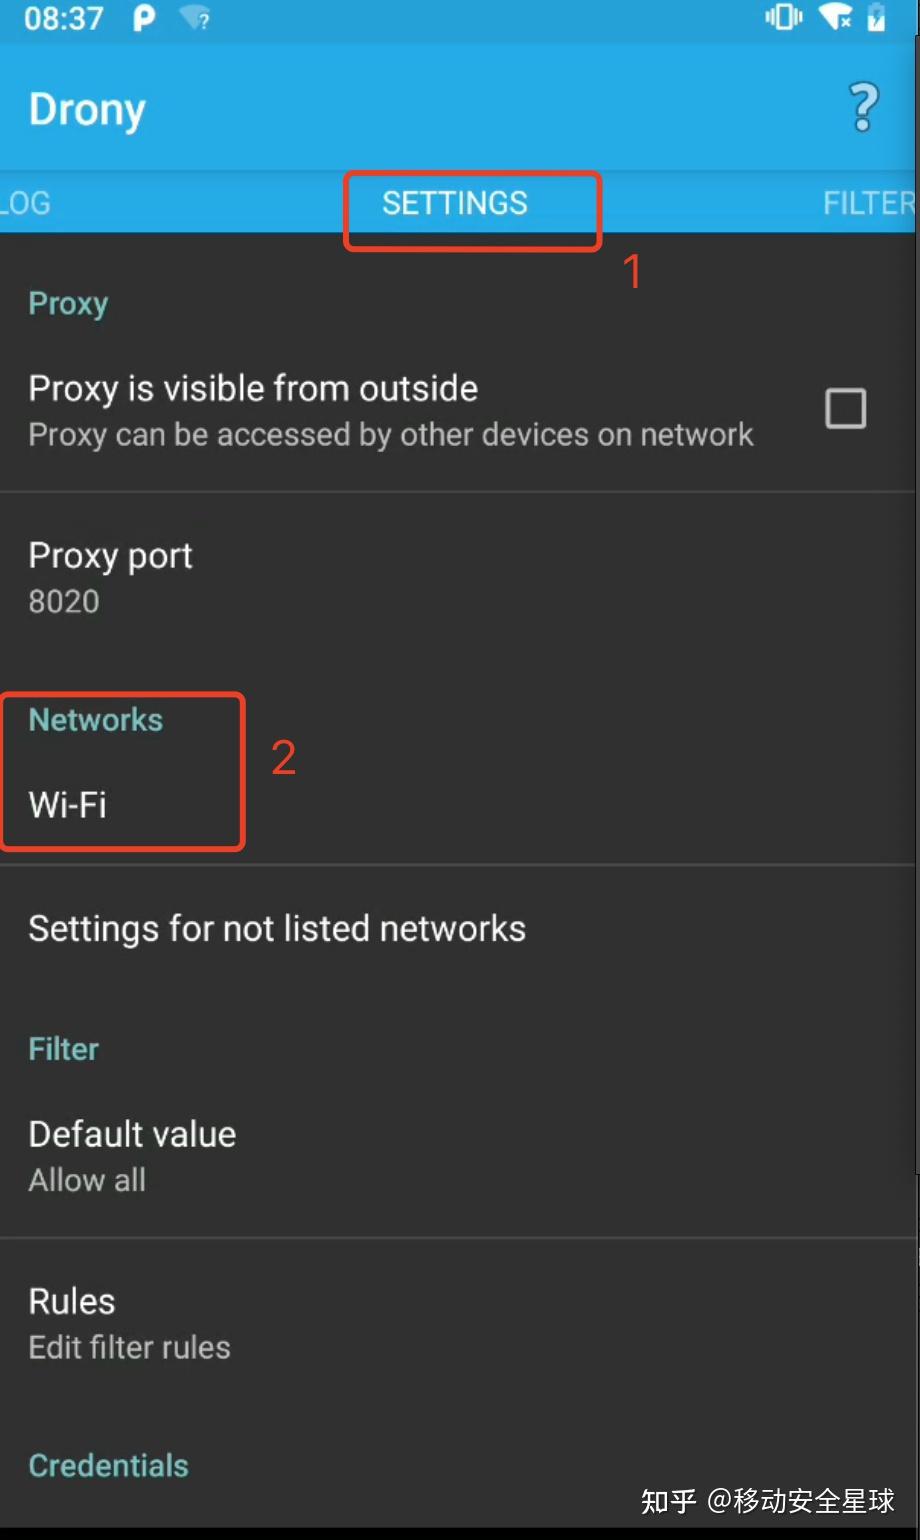 08:37
Drony
?
LOG
SETTINGS
FILTER
1
Proxy
Proxy is visible from outside
Proxy can be accessed by other devices on network
Proxy port
8020
Networks
2
Wi-Fi
Settings for not listed networks
Filter
Default value
Allow all
Rules
Edit filter rules
Credentials
知乎 @移动安全星球